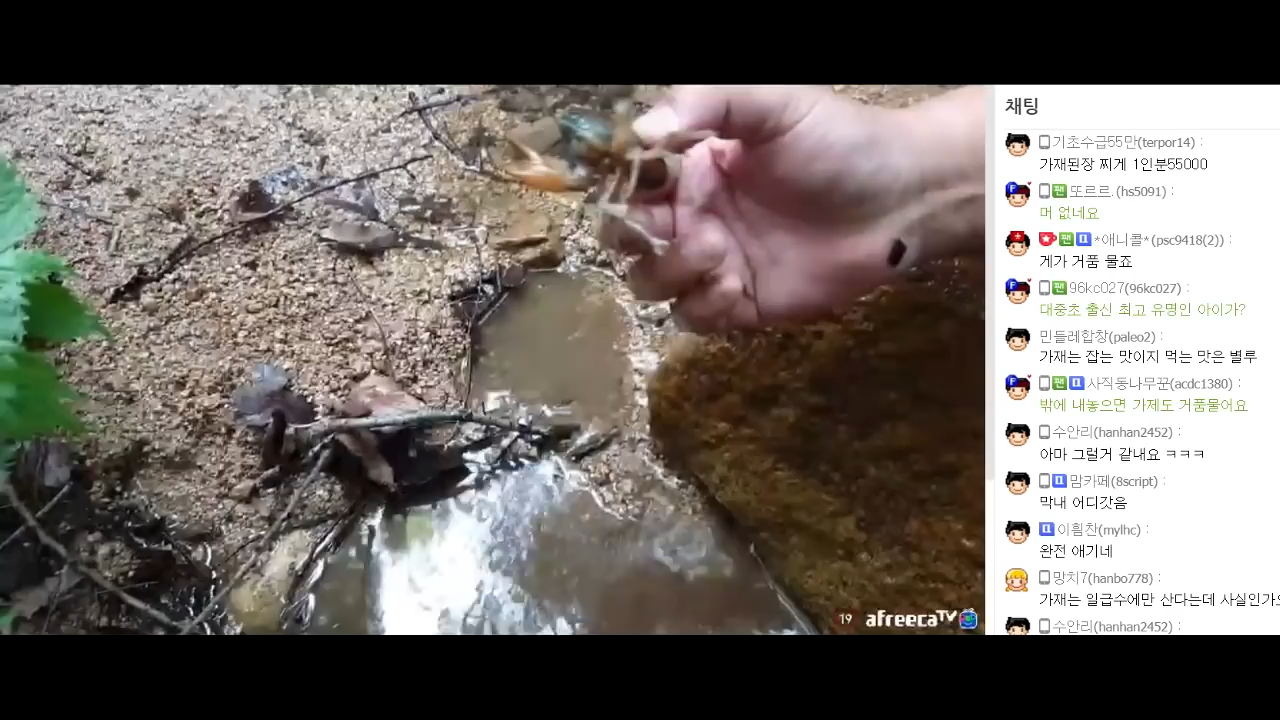 채팅
기초수급55만(terpor14) :
가재된장 찌게 1인분55000
팬 또르르.(hs5091) :
머 없네요
팬 *애니콜*(psc9418(2)) :
게가 거품 물죠
팬 96kc027(96kc027) :
대중초 출신 최고 유명인 아이가?
민들레합창(paleo2) :
가재는 잡는 맛이지 먹는 맛은 별루
팬 사직동나무꾼(acdc1380) :
밖에 내놓으면 가제도 거품물어요
수안리(hanhan2452) :
아마 그럴거 같내요 ㅋㅋㅋ
맘카페(8script) :
막내 어디갓음
이훰찬(mylhc) :
완전 애기네
망치7(hanbo778) :
가재는 일급수에만 산다는데 사실인가요
수안리(hanhan2452) :
19 afreecaTV